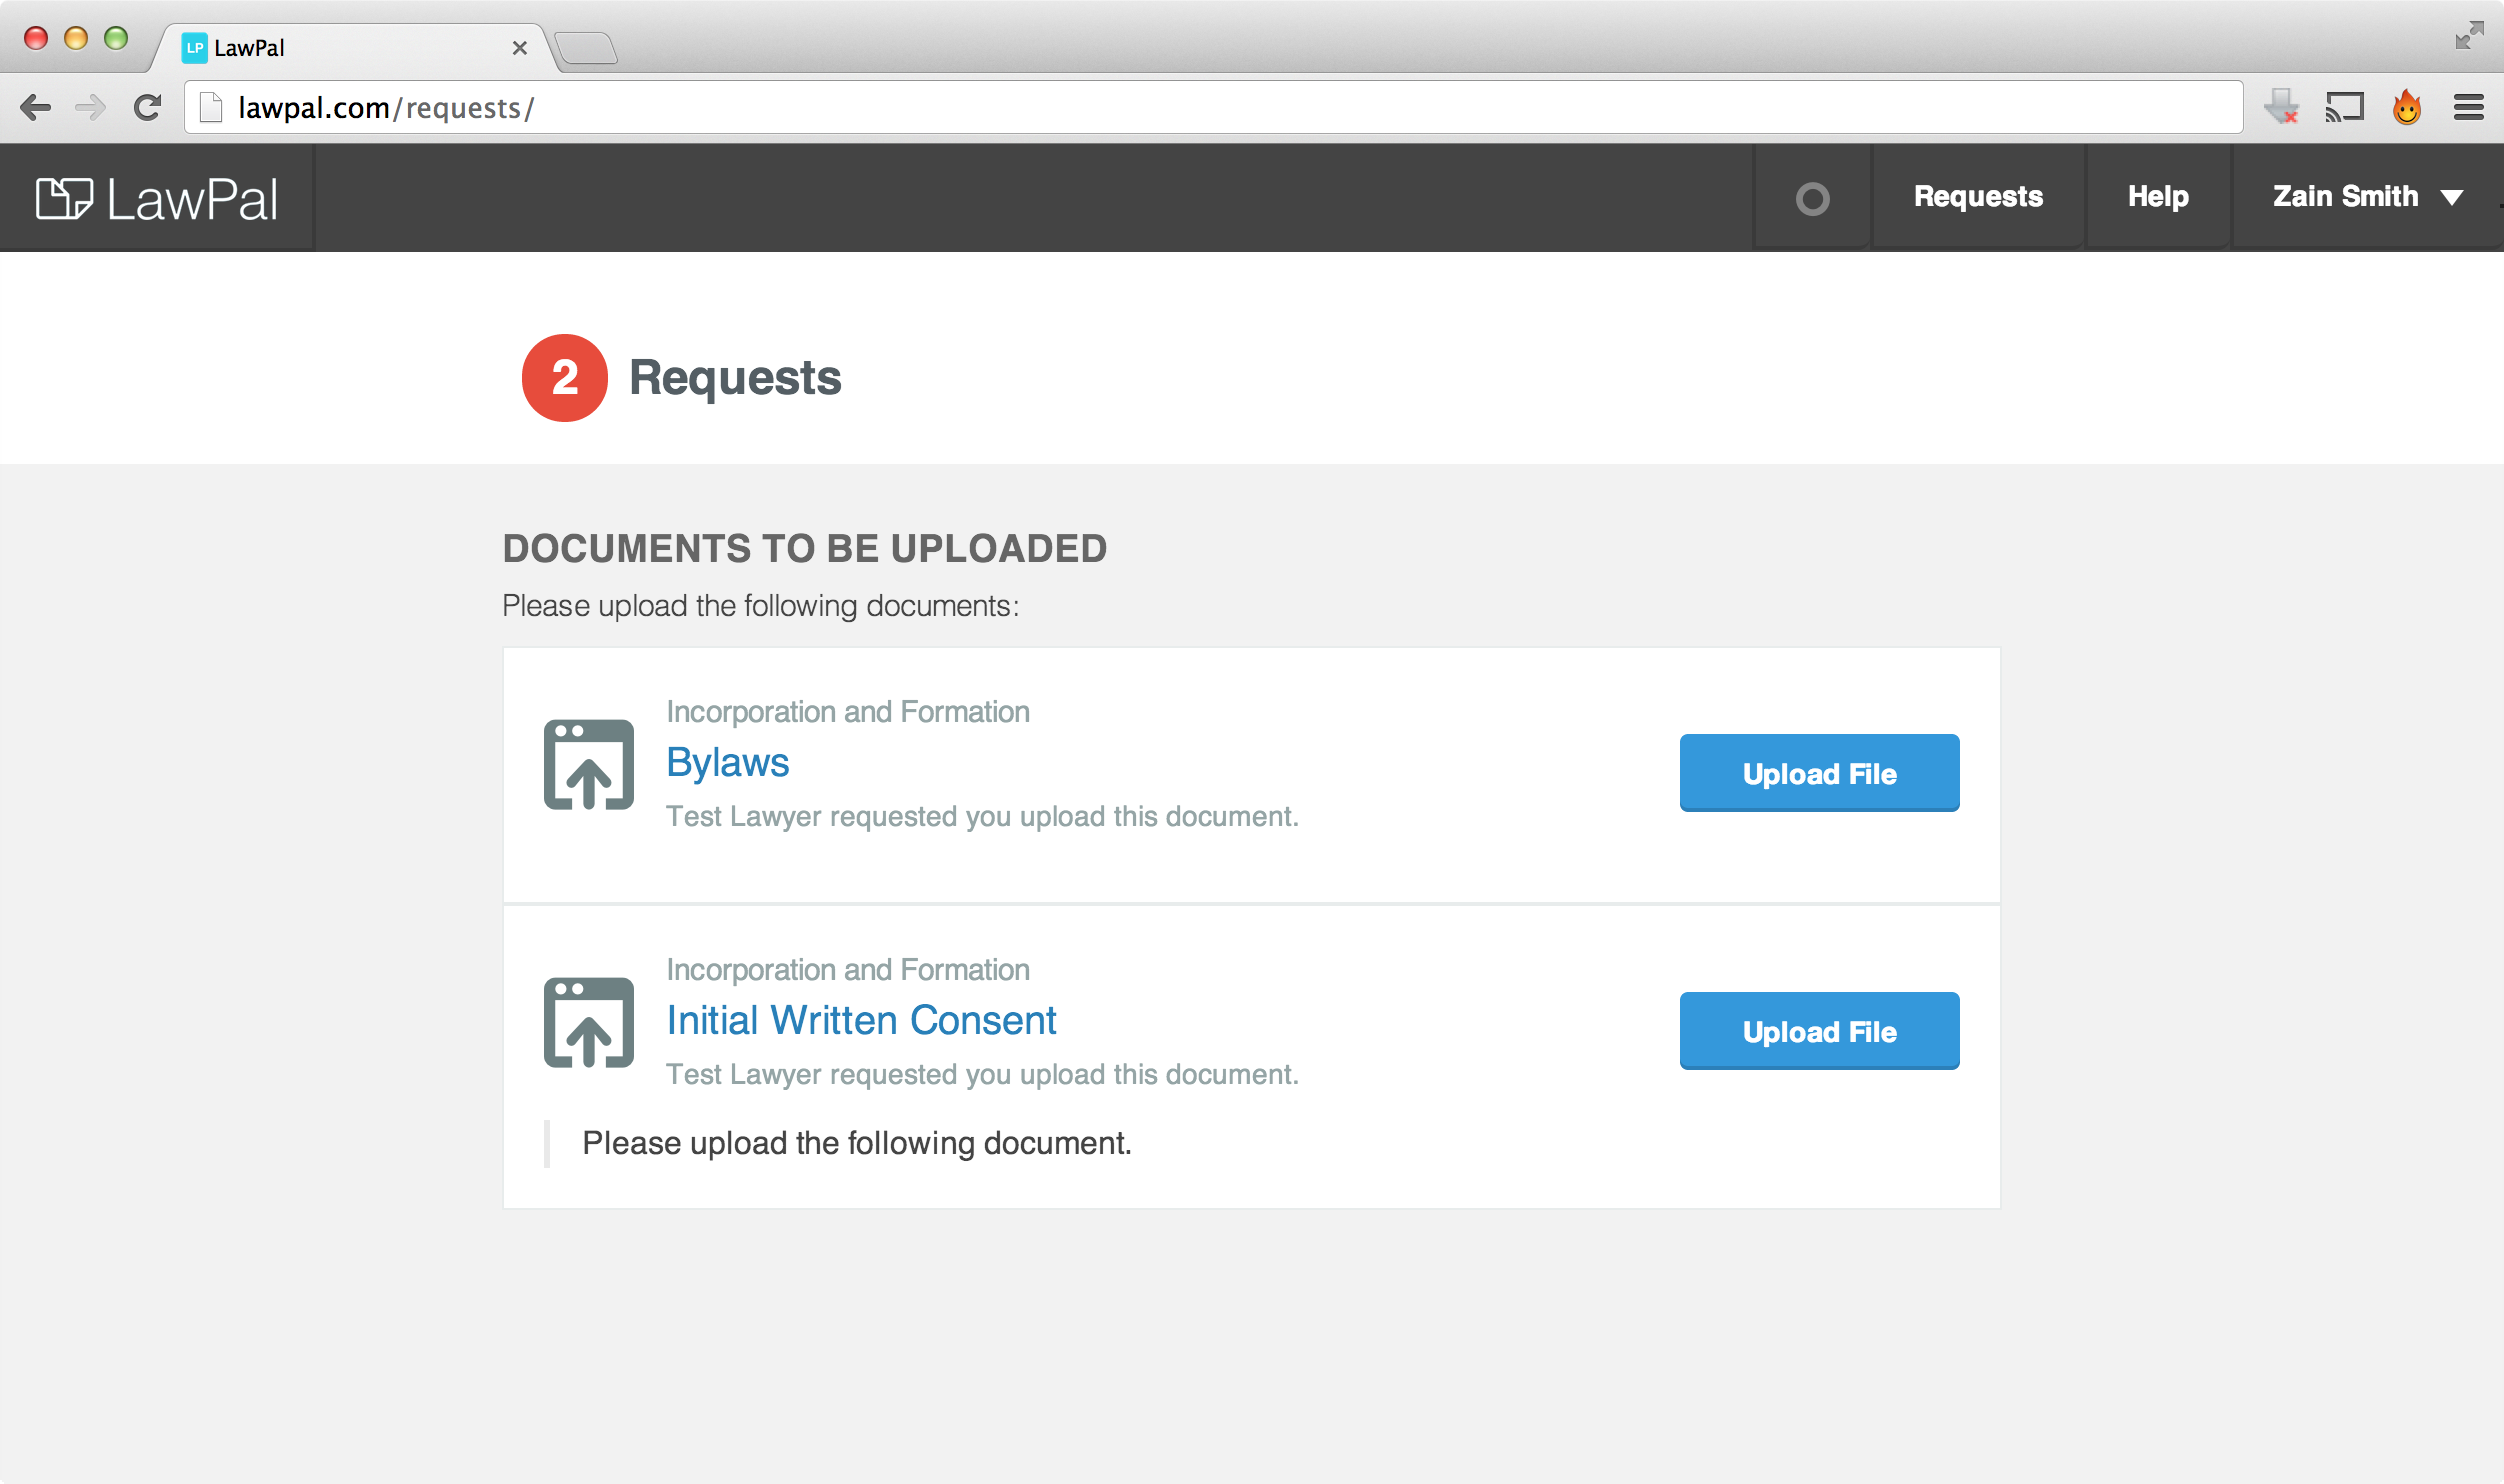 LP LawPal
lawpal.com/requests/
LawPal
Requests
Help
Zain Smith
2 Requests
DOCUMENTS TO BE UPLOADED
Please upload the following documents:
Incorporation and Formation
Bylaws
Test Lawyer requested you upload this document.
Upload File
Incorporation and Formation
Initial Written Consent
Test Lawyer requested you upload this document.
Upload File
Please upload the following document.